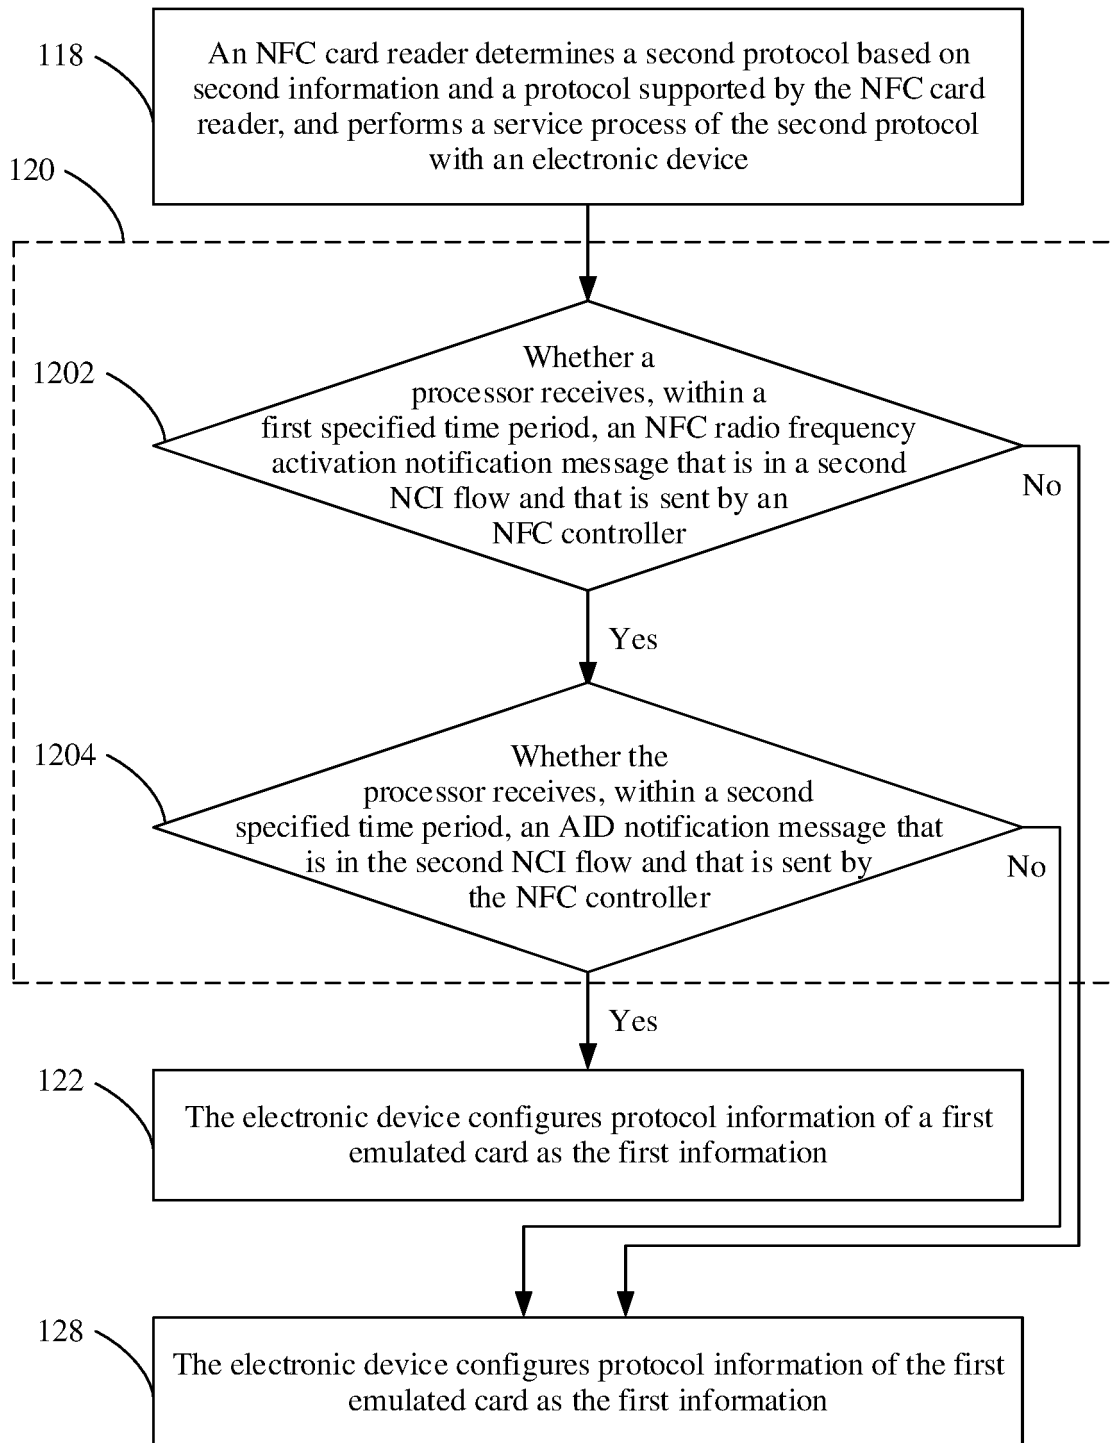 118
An NFC card reader determines a second protocol based on
second information and a protocol supported by the NFC card
reader, and performs a service process of the second protocol
with an electronic device
120
1202
Whether a
processor receives, within a
first specified time period, an NFC radio frequency
activation notification message that is in a second
NCI flow and that is sent by an
NFC controller
No
Yes
1204
Whether the
processor receives, within a second
specified time period, an AID notification message that
is in the second NCI flow and that is sent by
the NFC controller
No
Yes
122
The electronic device configures protocol information of a first
emulated card as the first information
128
The electronic device configures protocol information of the first
emulated card as the first information